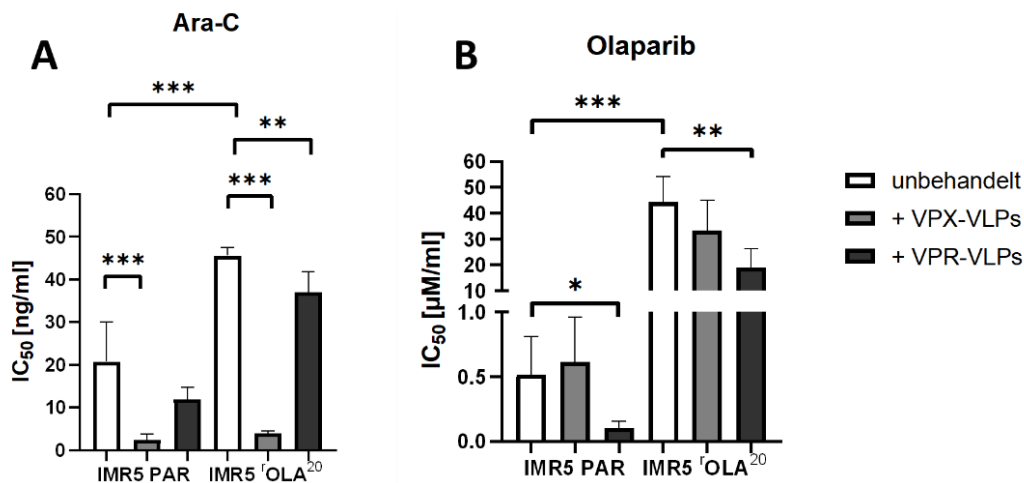 A
Ara-C
***
**
***
***
IC50 [ng/ml]
60
50
40
30
20
10
0
IMR5 PAR
IMR5 rOLA20
B
Olaparib
***
**
*
IC50 [µM/ml]
60
50
40
30
20
10
1.0
0.5
0.0
IMR5 PAR
IMR5 rOLA20
unbehandelt
+ VPX-VLPs
+ VPR-VLPs